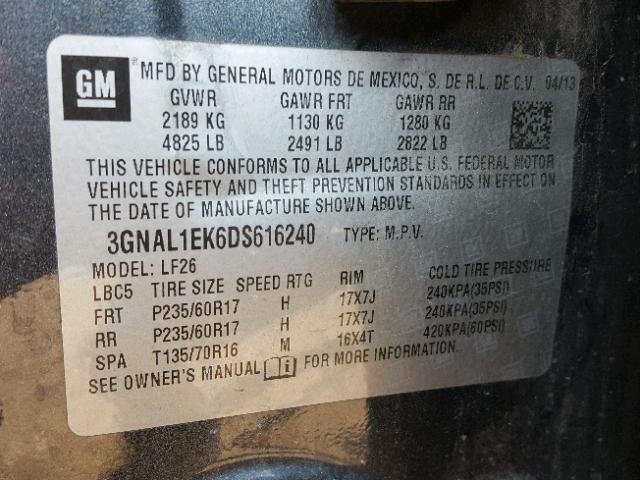 GM
MFD BY GENERAL MOTORS DE MEXICO, S. DE R.L. DE C.V. 04/13
GVWR GAWR FRT GAWR RR
2189 KG 1130 KG 1280 KG
4825 LB 2491 LB 2822 LB
THIS VEHICLE CONFORMS TO ALL APPLICABLE U.S. FEDERAL MOTOR
VEHICLE SAFETY AND THEFT PREVENTION STANDARDS IN EFFECT ON
THE DATE OF MANUFACTURE SHOWN ABOVE.
3GNAL1EK6DS616240 TYPE: M.P.V.
MODEL: LF26
LBC5 TIRE SIZE SPEED RTG RIM COLD TIRE PRESSURE
FRT P235/60R17 H 17X7J 240KPA(35PSI)
RR P235/60R17 H 17X7J 240KPA(35PSI)
SPA T135/70R16 M 16X4T 420KPA(60PSI)
SEE OWNER'S MANUAL FOR MORE INFORMATION.